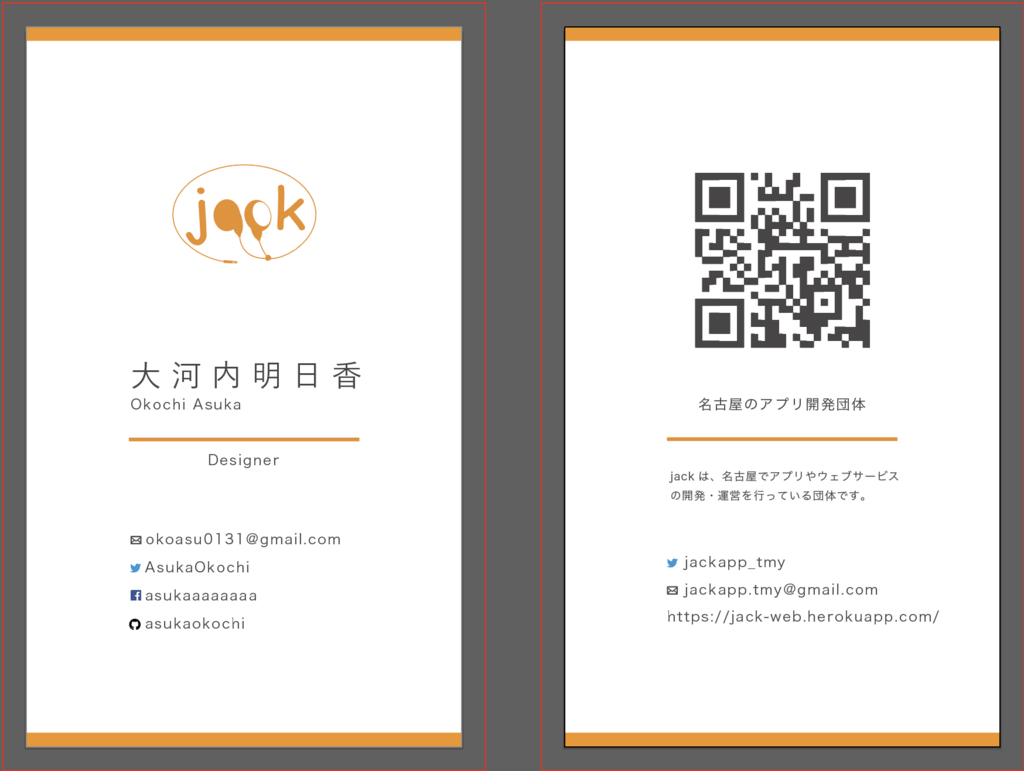 jack
大河内明日香
Okochi Asuka
Designer
okoasu0131@gmail.com
AsukaOkochi
asukaaaaaaaa
asukaokochi
名古屋のアプリ開発団体
jack は、名古屋でアプリやウェブサービス
の開発・運営を行っている団体です。
jackapp_tmy
jackapp.tmy@gmail.com
https://jack-web.herokuapp.com/